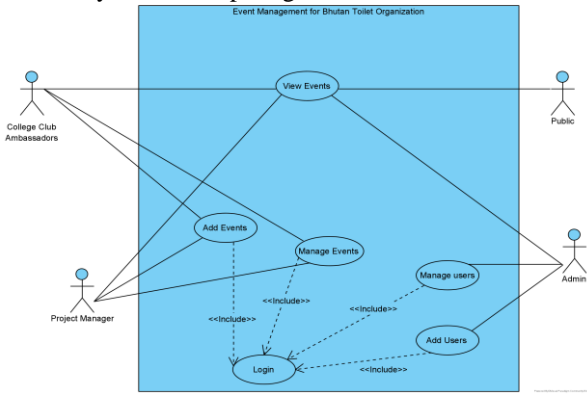 Event Management for Bhutan Toilet Organization
View Events
College Club
Ambassadors
Public
Add Events
Manage Events
Manage users
Admin
Project Manager
<<Include>>
<<Include>>
<<Include>>
Add Users
Login
<<Include>>